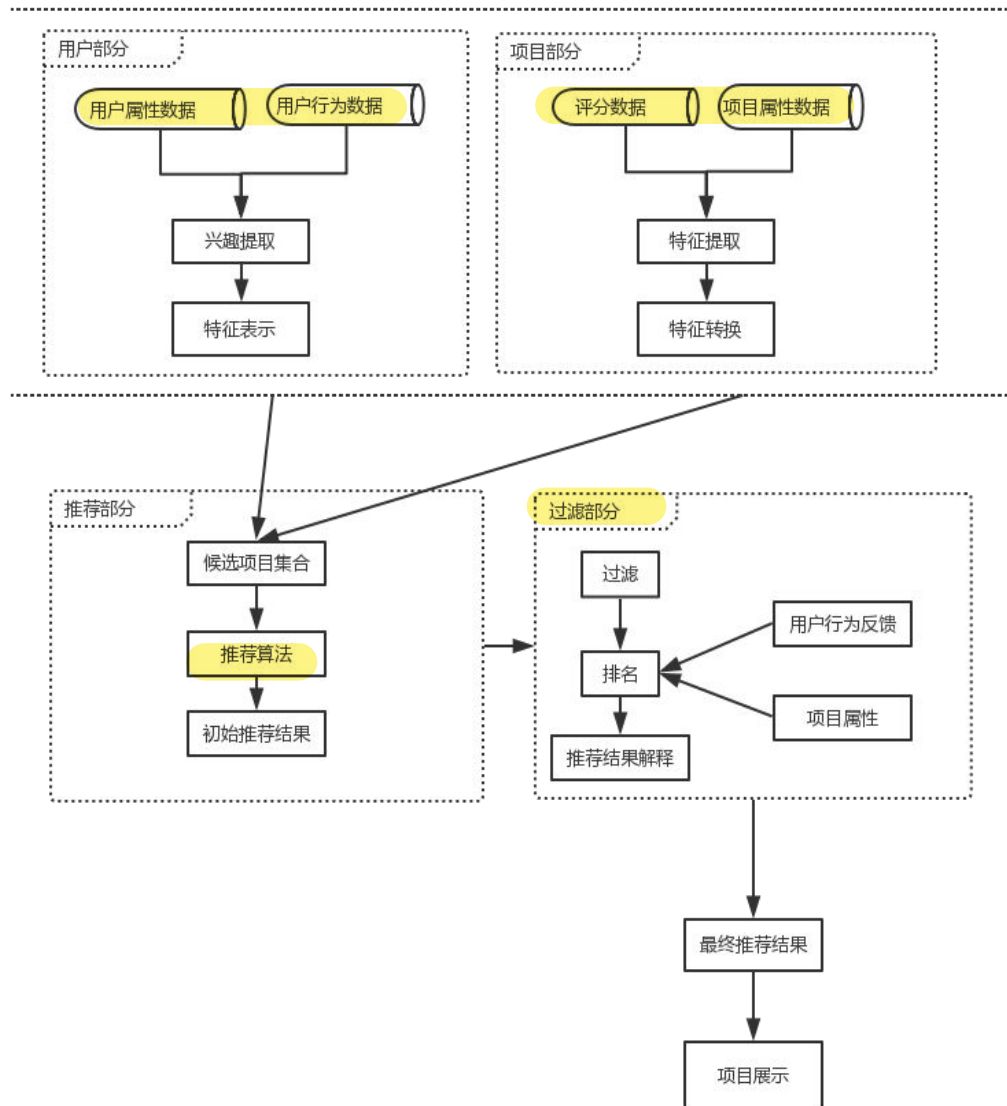 用户部分
用户属性数据
用户行为数据
兴趣提取
特征表示
项目部分
评分数据
项目属性数据
特征提取
特征转换
推荐部分
候选项目集合
推荐算法
初始推荐结果
过滤部分
过滤
排名
推荐结果解释
用户行为反馈
项目属性
最终推荐结果
项目展示